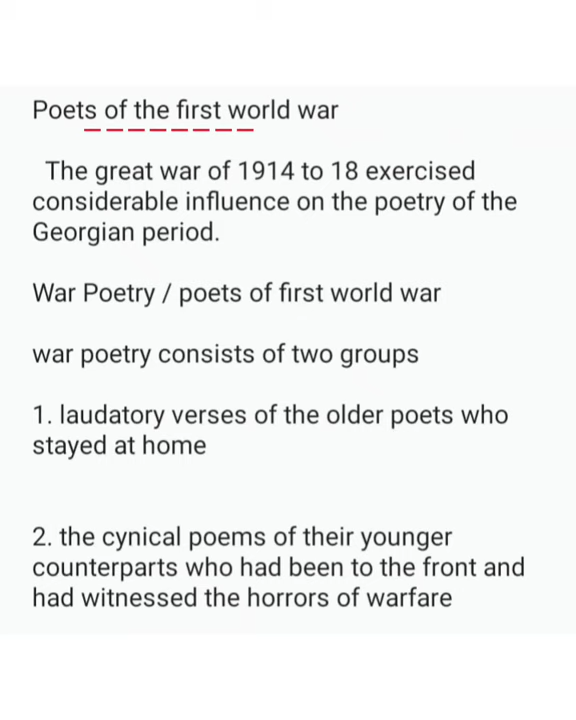 Poets of the first world war
The great war of 1914 to 18 exercised
considerable influence on the poetry of the
Georgian period.
War Poetry / poets of first world war
war poetry consists of two groups
1. laudatory verses of the older poets who
stayed at home
2. the cynical poems of their younger
counterparts who had been to the front and
had witnessed the horrors of warfare